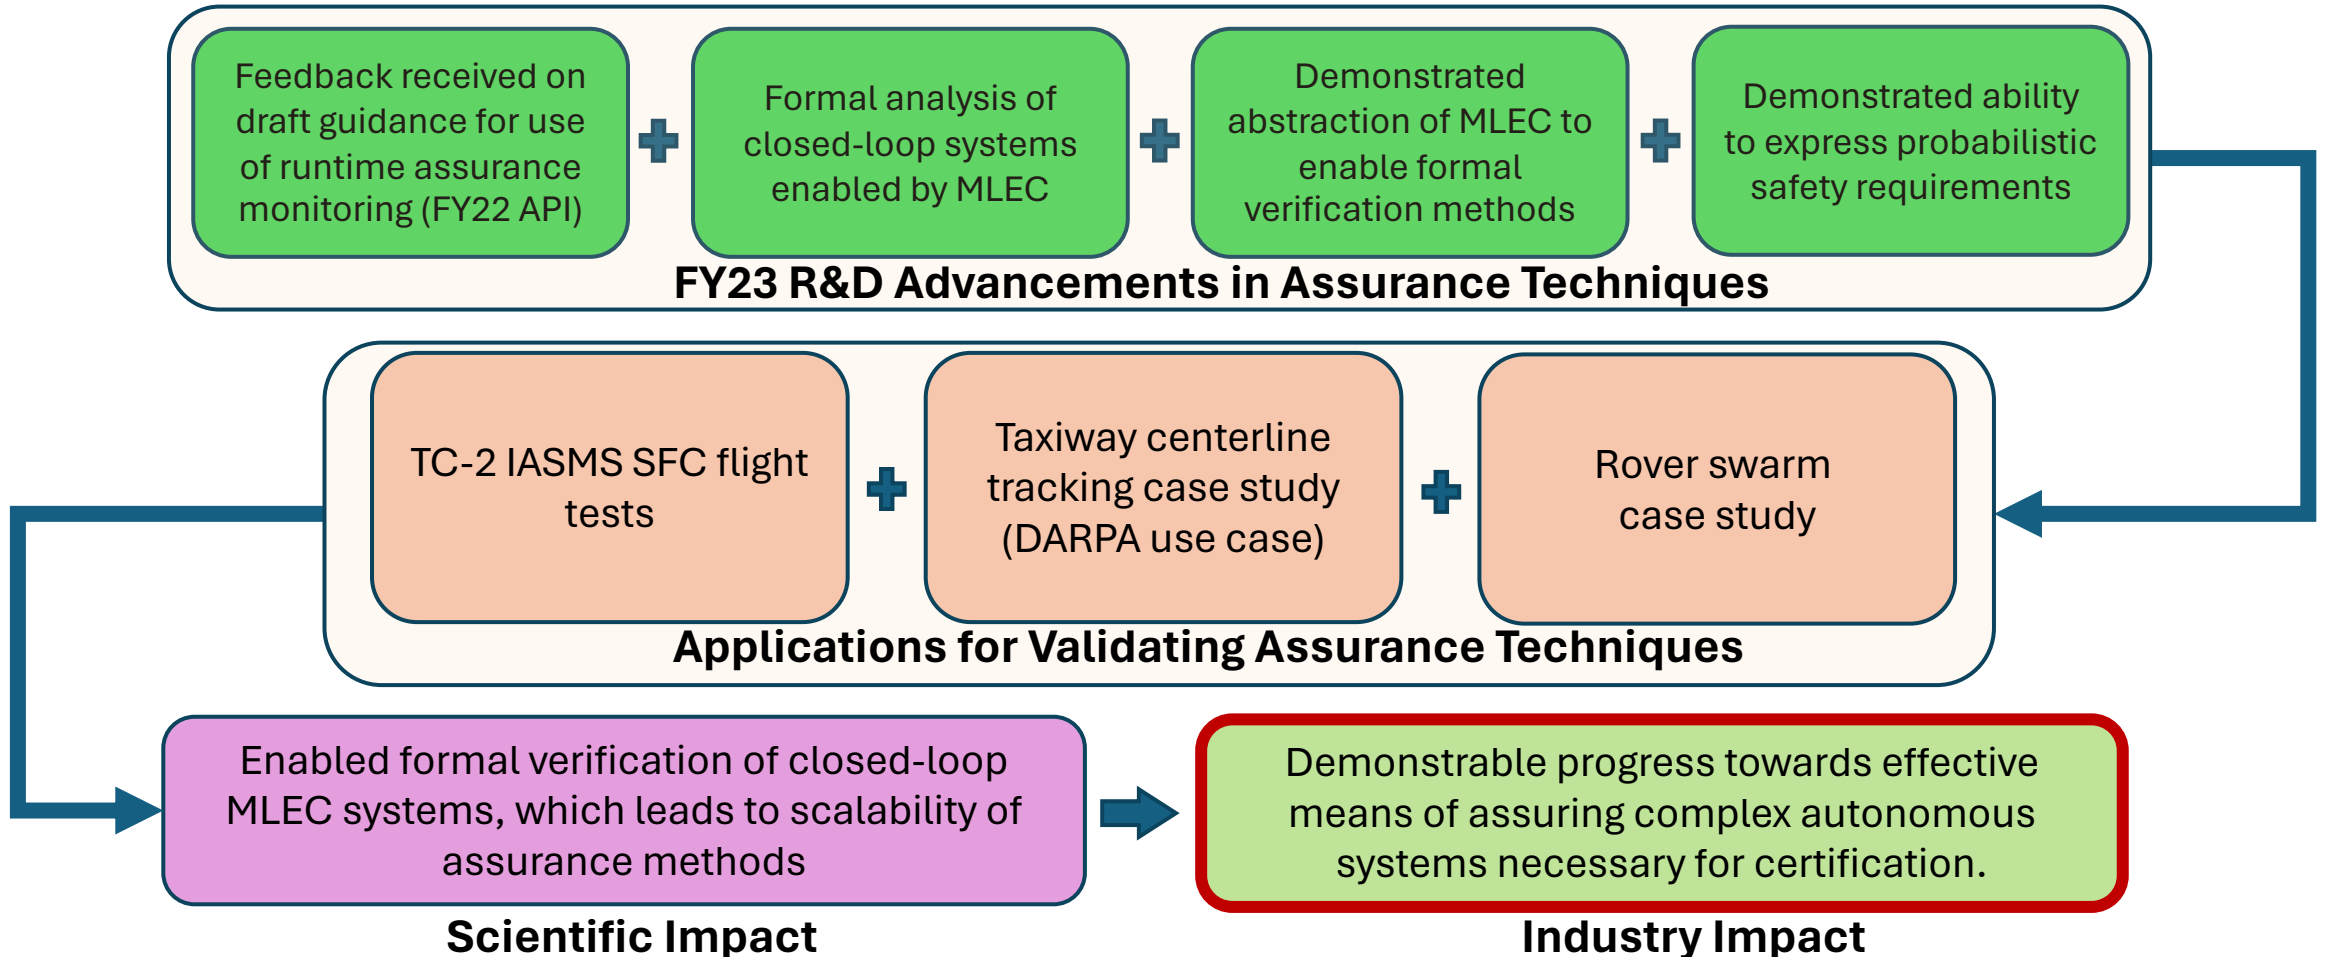 Feedback received on
draft guidance for use
of runtime assurance
monitoring (FY22 API)
Formal analysis of
closed-loop systems
enabled by MLEC
Demonstrated
abstraction of MLEC to
enable formal
verification methods
Demonstrated ability
to express probabilistic
safety requirements
FY23 R&D Advancements in Assurance Techniques
TC-2 IASMS SFC flight
tests
Taxiway centerline
tracking case study
(DARPA use case)
Rover swarm
case study
Applications for Validating Assurance Techniques
Enabled formal verification of closed-loop
MLEC systems, which leads to scalability of
assurance methods
Scientific Impact
Demonstrable progress towards effective
means of assuring complex autonomous
systems necessary for certification.
Industry Impact